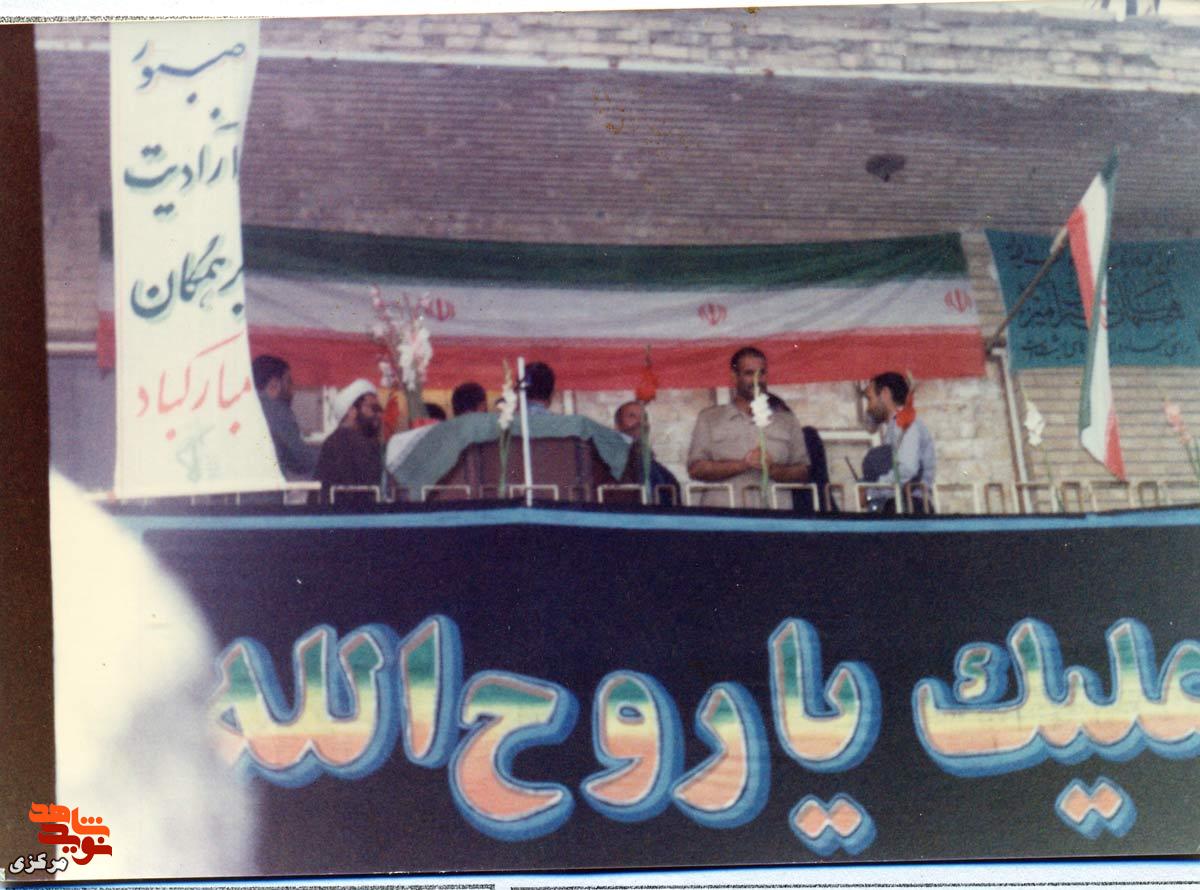 صبور
آزادیت
بر همگان
مبارکباد
علیک یا روح الله
نوید شاهد
مرکزی